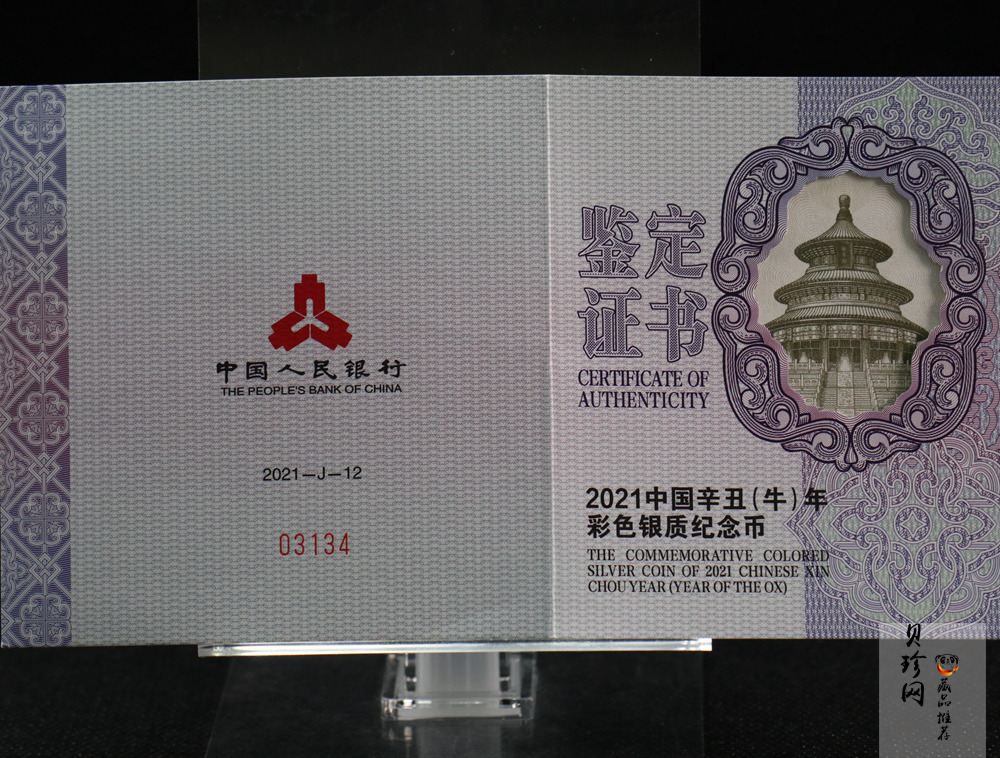 中国人民银行
THE PEOPLE'S BANK OF CHINA
2021—J—12
03134
鉴定
证书
CERTIFICATE OF
AUTHENTICITY
2021中国辛丑(牛)年
彩色银质纪念币
THE COMMEMORATIVE COLORED
SILVER COIN OF 2021 CHINESE XIN
CHOU YEAR (YEAR OF THE OX)
贝珍网
藏品推荐